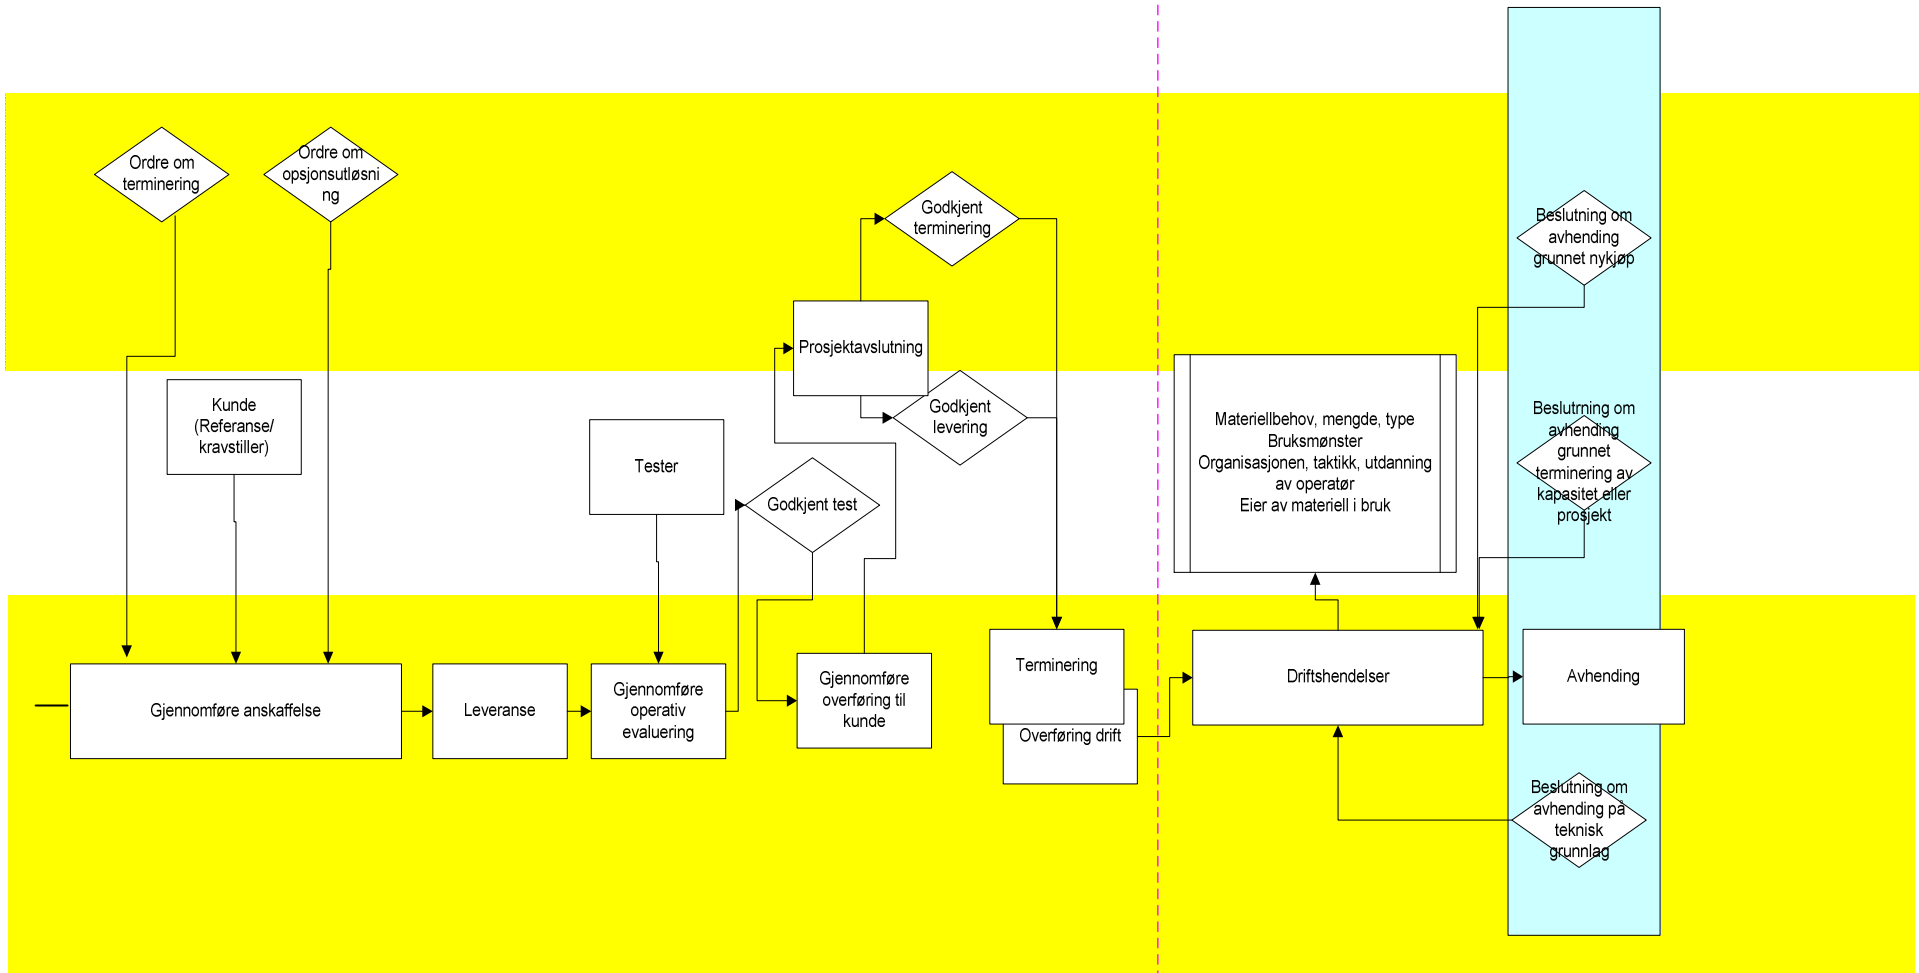 Ordre om
terminering
Ordre om
opsjonsutløsni
ng
Godkjent
terminering
Beslutning om
avhending
grunnet nykjøp
Prosjektavslutning
Kunde
(Referanse/
kravstiller)
Godkjent
levering
Materiellbehov, mengde, type
Bruksmønster
Organisasjonen, taktikk, utdanning
av operatør
Eier av materiell i bruk
Beslutrning om
avhending
grunnet
terminering av
kapasitet eller
prosjekt
Tester
Godkjent test
Gjennomføre anskaffelse
Leveranse
Gjennomføre
operativ
evaluering
Gjennomføre
overføring til
kunde
Terminering
Overføring drift
Driftshendelser
Avhending
Beslutning om
avhending på
teknisk
grunnlag